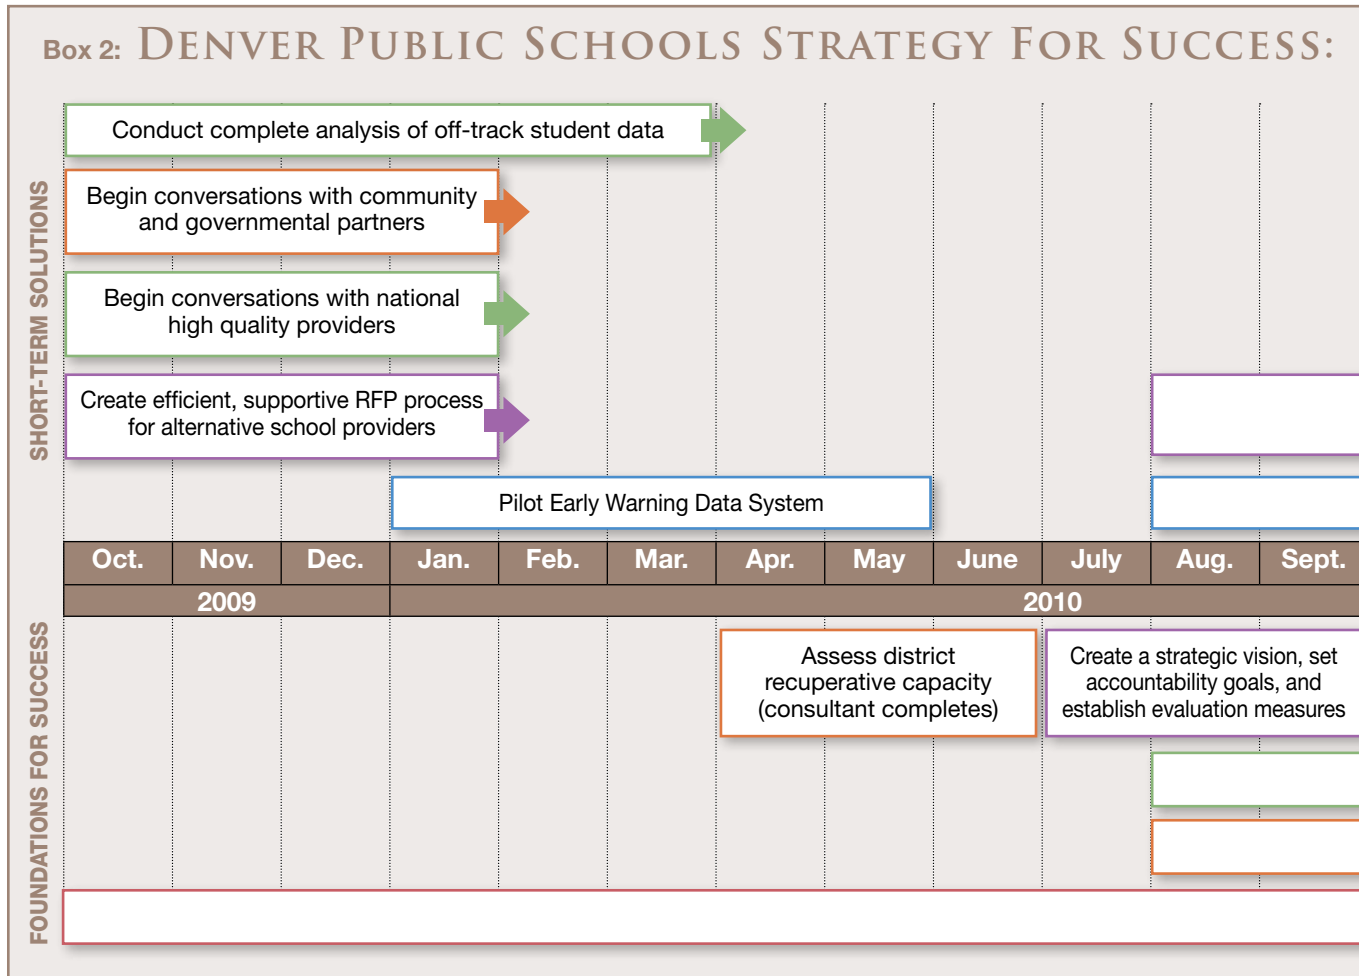 Box 2: DENVER PUBLIC SCHOOLS STRATEGY FOR SUCCESS:
SHORT-TERM SOLUTIONS
Conduct complete analysis of off-track student data
Begin conversations with community
and governmental partners
Begin conversations with national
high quality providers
Create efficient, supportive RFP process
for alternative school providers
Pilot Early Warning Data System
Oct. Nov. Dec. Jan. Feb. Mar. Apr. May June July Aug. Sept.
2009 2010
FOUNDATIONS FOR SUCCESS
Assess district
recuperative capacity
(consultant completes)
Create a strategic vision, set
accountability goals, and
establish evaluation measures